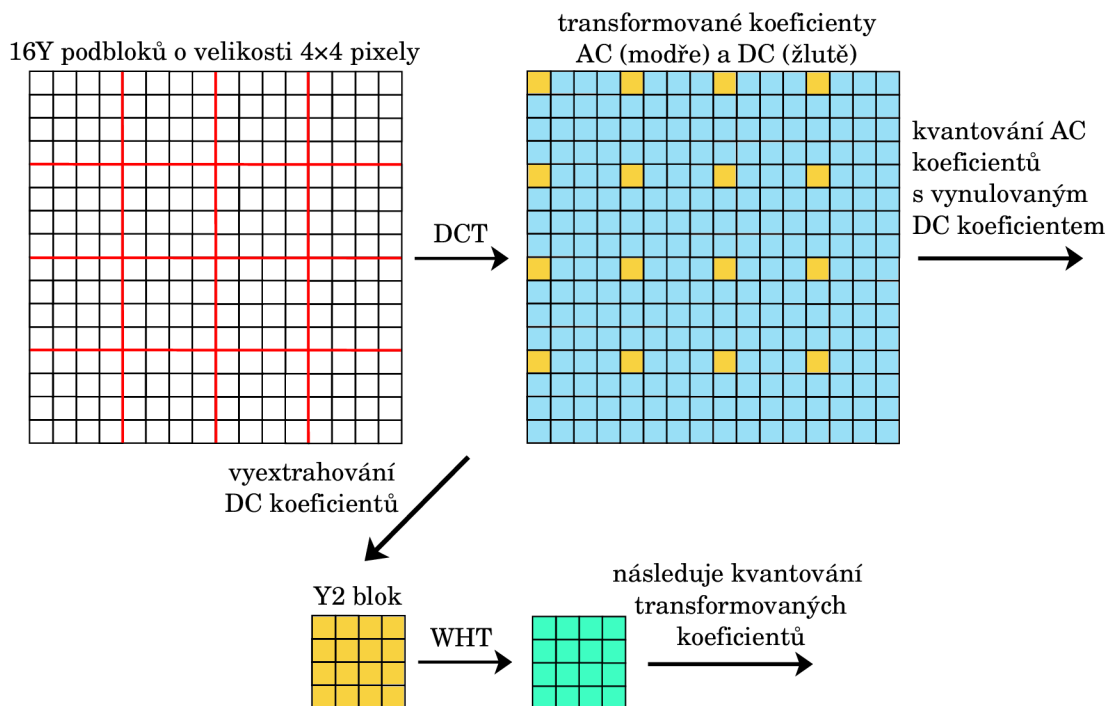 16Y podbloků o velikosti 4×4 pixely
transformované koeficienty
AC (modře) a DC (žlutě)
DCT
kvantování AC
koeficientů
s vynulovaným
DC koeficientem
vyextrahování
DC koeficientů
Y2 blok
WHT
následuje kvantování
transformovaných
koeficientů